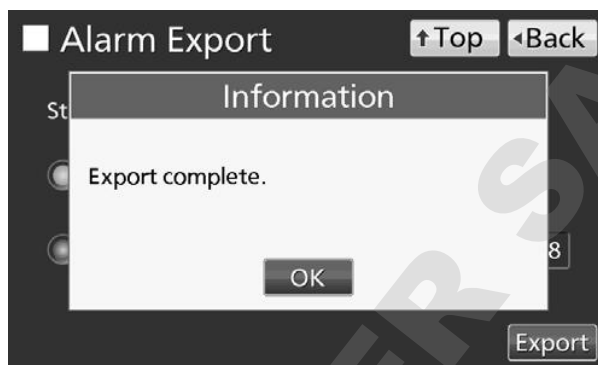 Alarm Export
↑Top ◂Back
St
Information
Export complete.
8
OK
Export